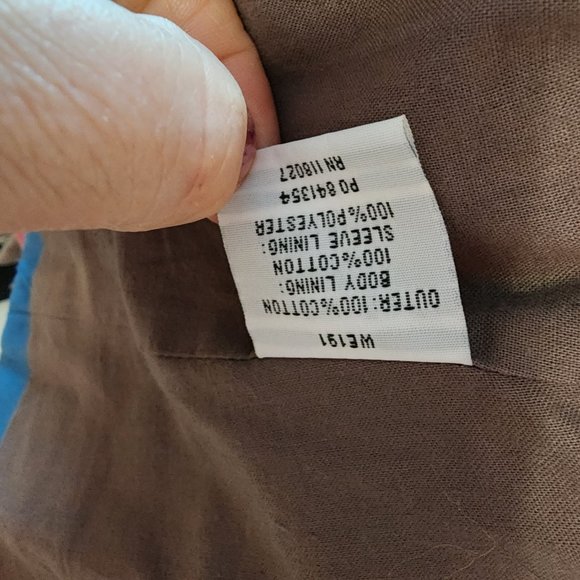 WE191
OUTER: 100%COTTON
BODY LINING:
100%COTTON
SLEEVE LINING:
100%POLYESTER
PO 841354
RN 118027